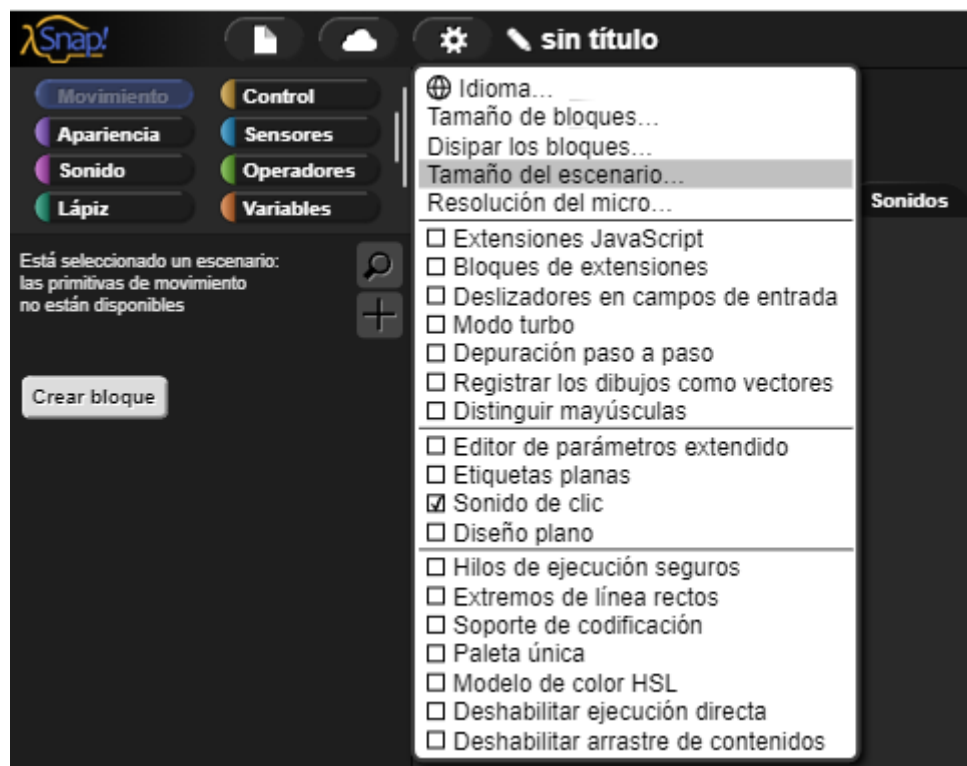 λSnap!
sin título
Movimiento
Control
Apariencia
Sensores
Sonido
Operadores
Lápiz
Variables
Está seleccionado un escenario:
las primitivas de movimiento
no están disponibles
Crear bloque
Idioma...
Tamaño de bloques...
Disipar los bloques...
Tamaño del escenario...
Resolución del micro...
Extensiones JavaScript
Bloques de extensiones
Deslizadores en campos de entrada
Modo turbo
Depuración paso a paso
Registrar los dibujos como vectores
Distinguir mayúsculas
Editor de parámetros extendido
Etiquetas planas
Sonido de clic
Diseño plano
Hilos de ejecución seguros
Extremos de línea rectos
Soporte de codificación
Paleta única
Modelo de color HSL
Deshabilitar ejecución directa
Deshabilitar arrastre de contenidos
Sonidos